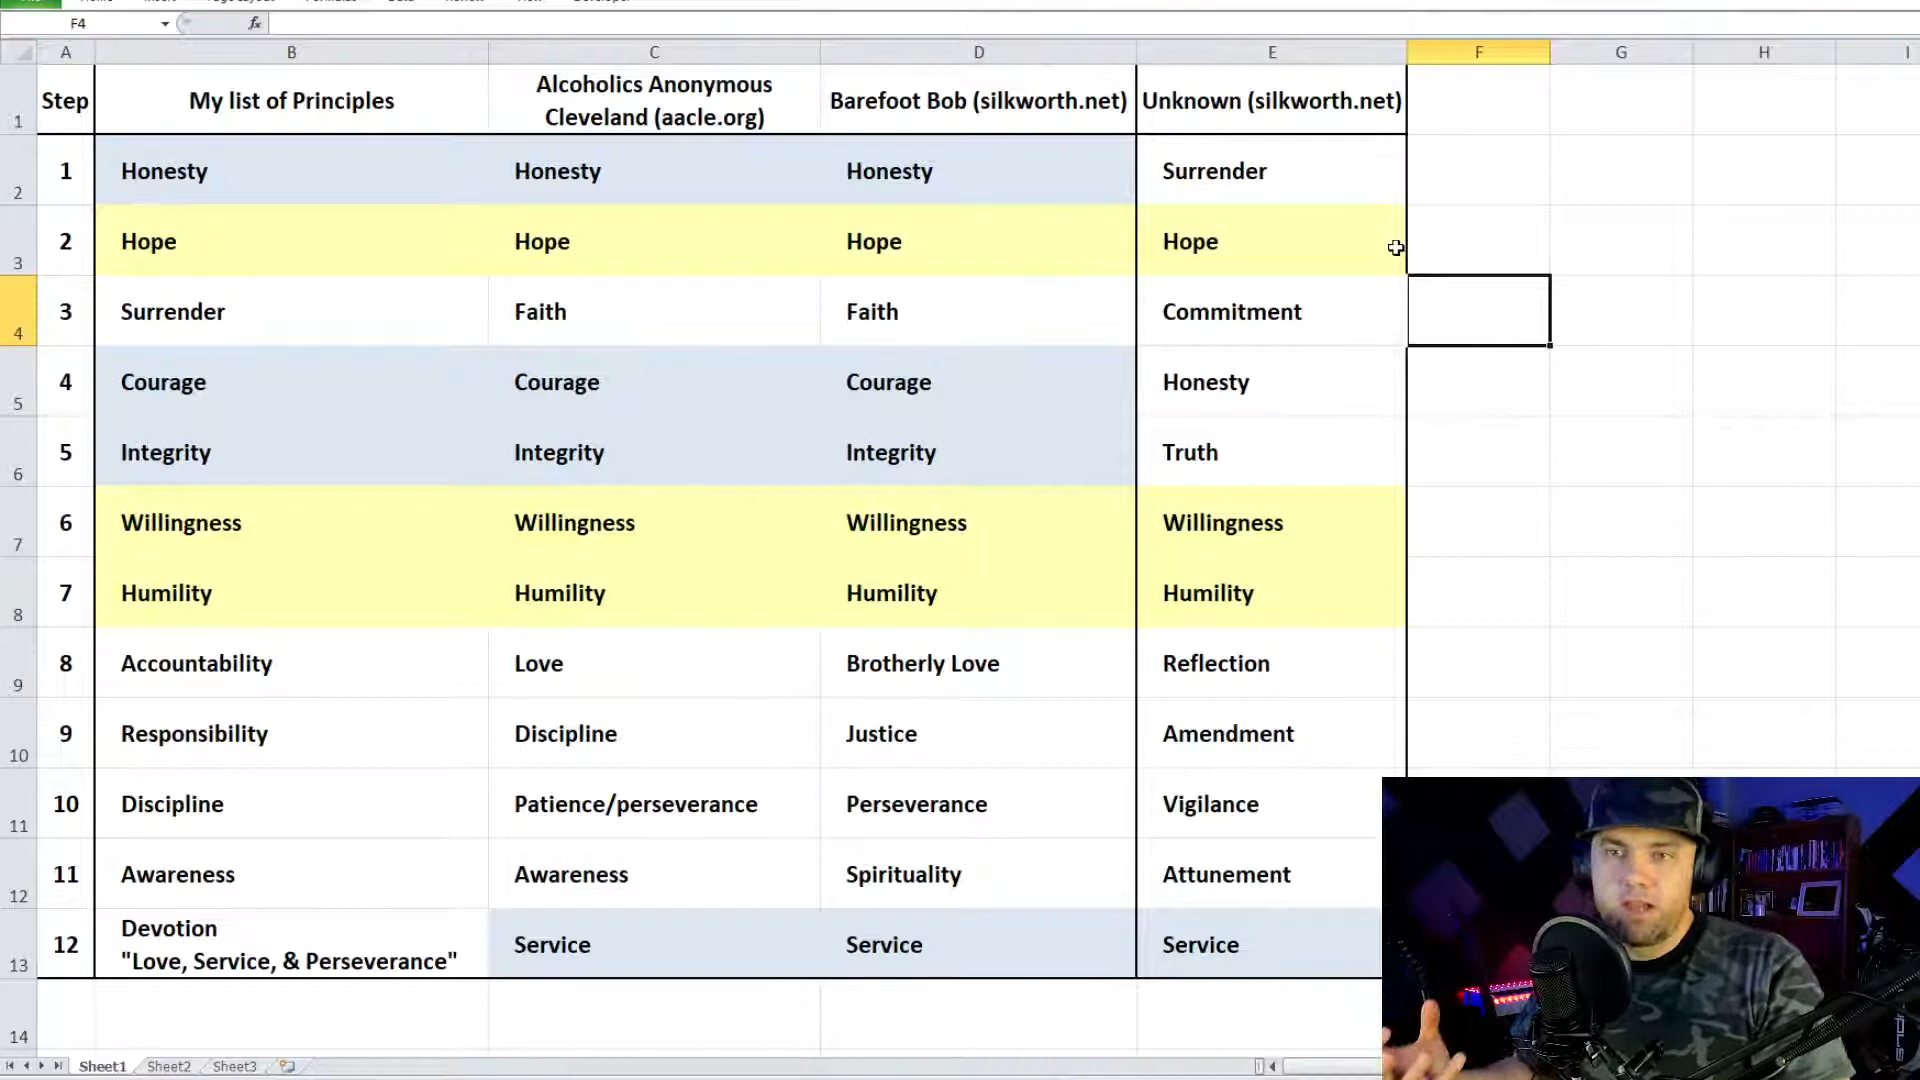 F4
fx
A B C D E F G H I
1 Step My list of Principles Alcoholics Anonymous Barefoot Bob (silkworth.net) Unknown (silkworth.net)
Cleveland (aacle.org)
2 1 Honesty Honesty Honesty Surrender
3 2 Hope Hope Hope Hope
4 3 Surrender Faith Faith Commitment
5 4 Courage Courage Courage Honesty
6 5 Integrity Integrity Integrity Truth
7 6 Willingness Willingness Willingness Willingness
8 7 Humility Humility Humility Humility
9 8 Accountability Love Brotherly Love Reflection
10 9 Responsibility Discipline Justice Amendment
11 10 Discipline Patience/perseverance Perseverance Vigilance
12 11 Awareness Awareness Spirituality Attunement
13 12 Devotion Service Service Service
"Love, Service, & Perseverance"
14
Sheet1 Sheet2 Sheet3